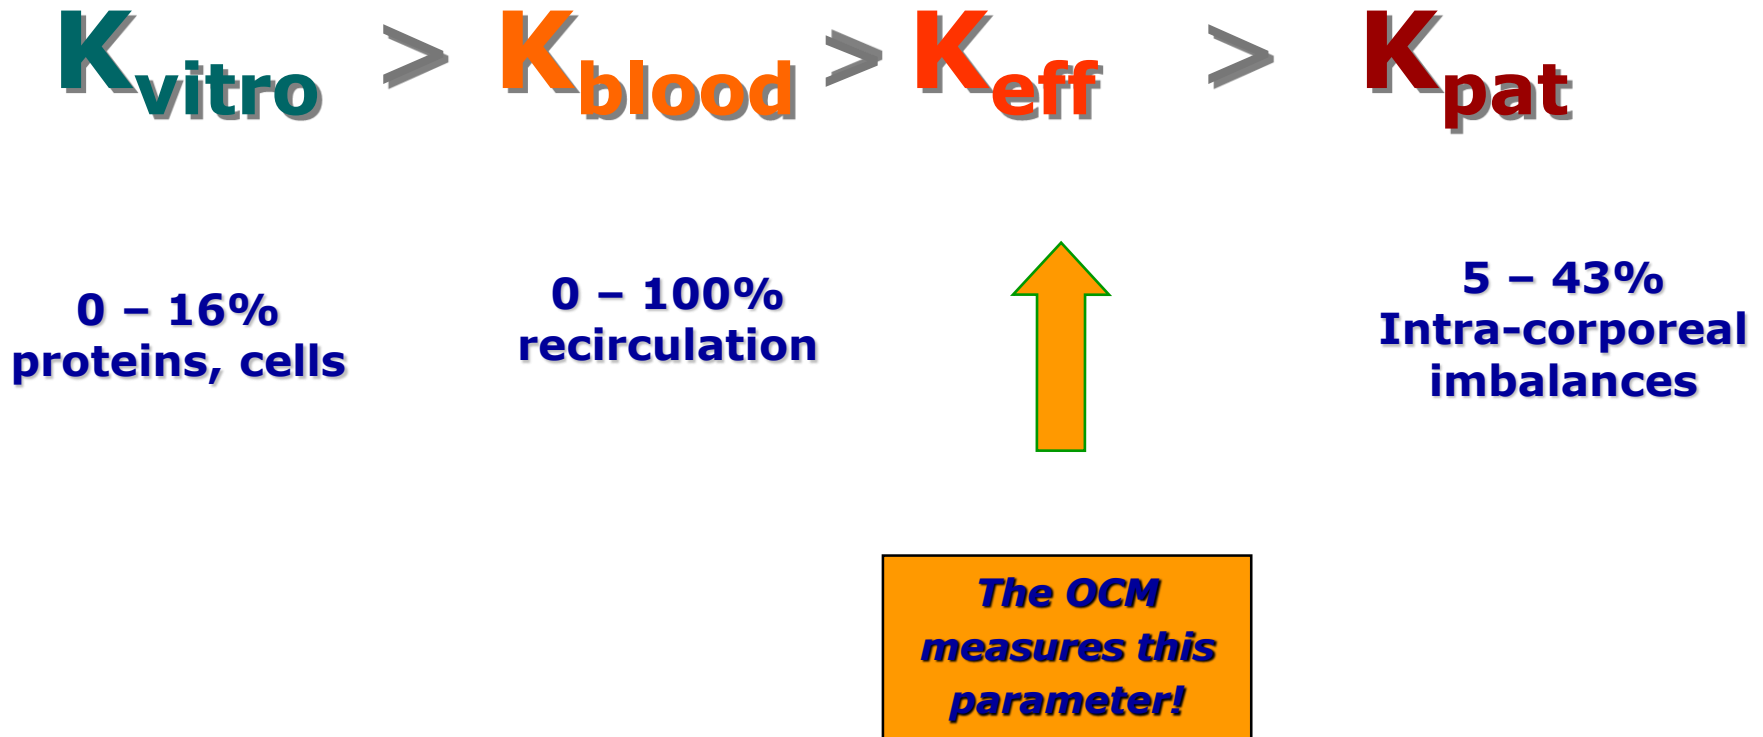 Kvitro > Kblood > Keff > Kpat
0 – 16%
proteins, cells
0 – 100%
recirculation
5 – 43%
Intra-corporeal
imbalances
The OCM
measures this
parameter!